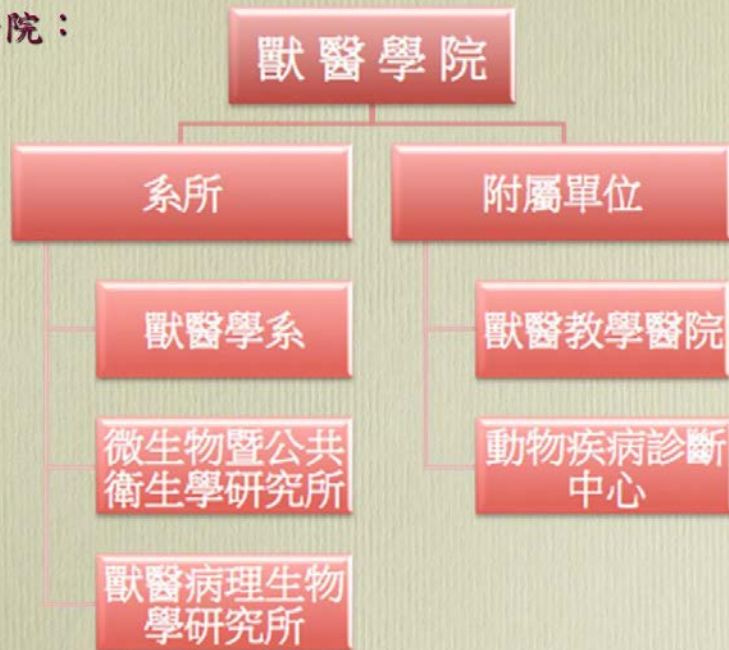 院：
獸醫學院
系所
附屬單位
獸醫學系
獸醫教學醫院
微生物暨公共
衛生學研究所
動物疾病診斷
中心
獸醫病理生物
學研究所